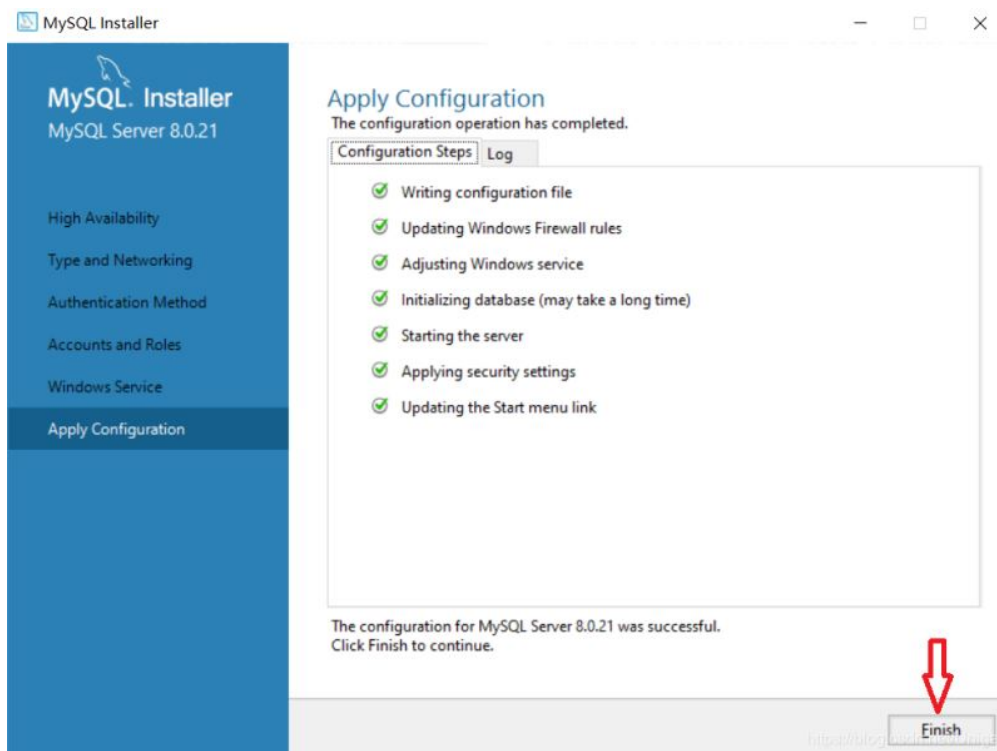 MySQL Installer
MySQL. Installer
MySQL Server 8.0.21
High Availability
Type and Networking
Authentication Method
Accounts and Roles
Windows Service
Apply Configuration
Apply Configuration
The configuration operation has completed.
Configuration Steps Log
Writing configuration file
Updating Windows Firewall rules
Adjusting Windows service
Initializing database (may take a long time)
Starting the server
Applying security settings
Updating the Start menu link
The configuration for MySQL Server 8.0.21 was successful.
Click Finish to continue.
Finish